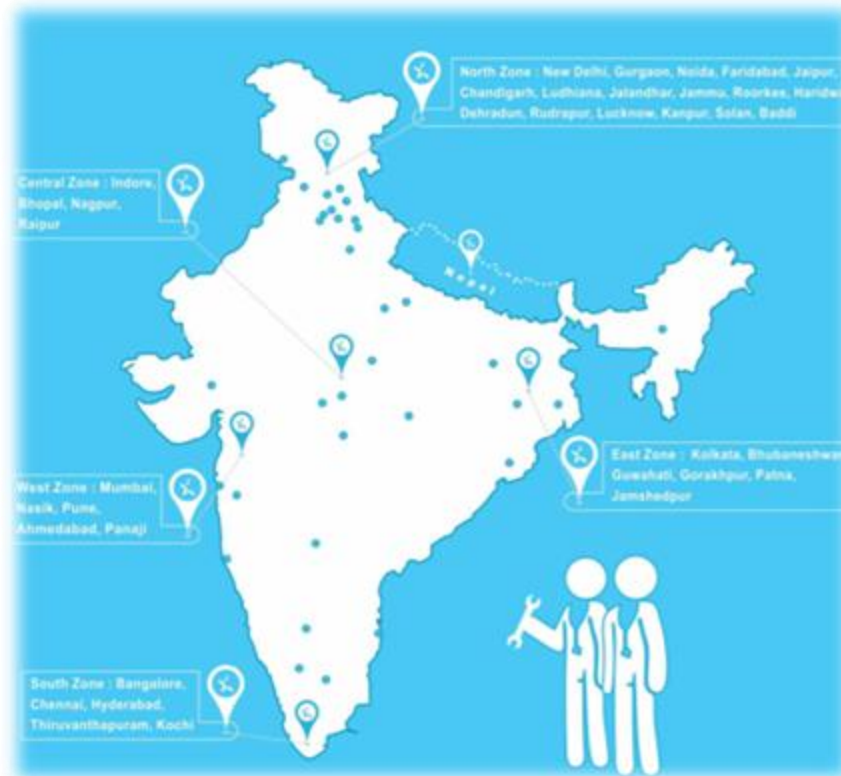 North Zone : New Delhi, Gurgaon, Noida, Faridabad, Jaipur,
Chandigarh, Ludhiana, Jalandhar, Jammu, Roorkee, Haridwa
Dehradun, Rudrapur, Lucknow, Kanpur, Solan, Baddi
Central Zone : Indore,
Bhopal, Nagpur,
Raipur
Nepal
East Zone : Kolkata, Bhubaneshwar
Guwahati, Gorakhpur, Patna,
Jamshedpur
West Zone : Mumbai,
Nasik, Pune,
Ahmedabad, Panaji
South Zone : Bangalore,
Chennai, Hyderabad,
Thiruvanthapuram, Kochi